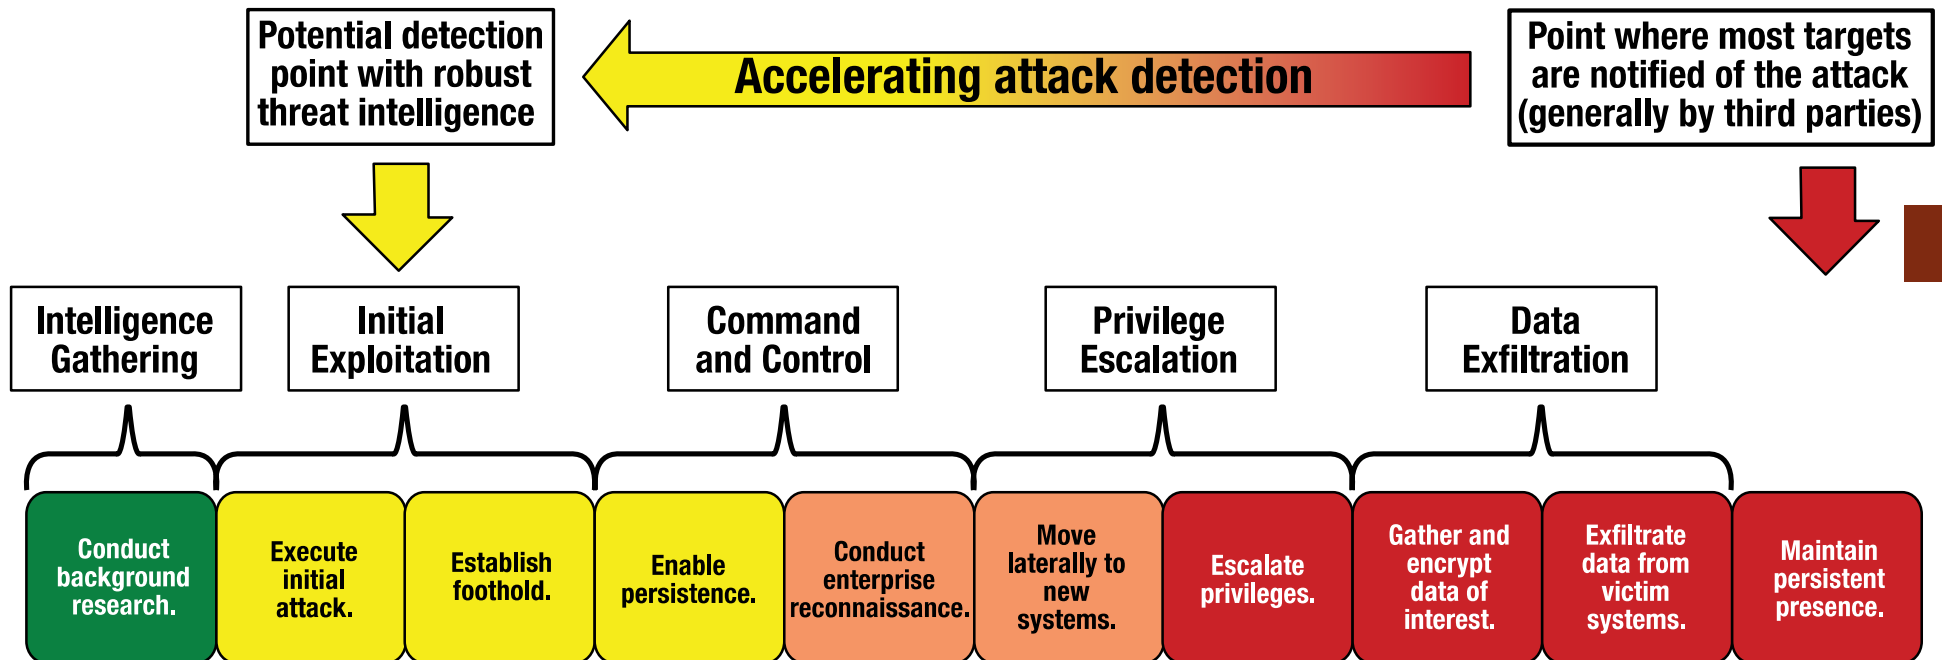 Potential detection
point with robust
threat intelligence
Accelerating attack detection
Point where most targets
are notified of the attack
(generally by third parties)
Intelligence
Gathering
Initial
Exploitation
Command
and Control
Privilege
Escalation
Data
Exfiltration
Conduct
background
research.
Execute
initial
attack.
Establish
foothold.
Enable
persistence.
Conduct
enterprise
reconnaissance.
Move
laterally to
new
systems.
Escalate
privileges.
Gather and
encrypt
data of
interest.
Exfiltrate
data from
victim
systems.
Maintain
persistent
presence.